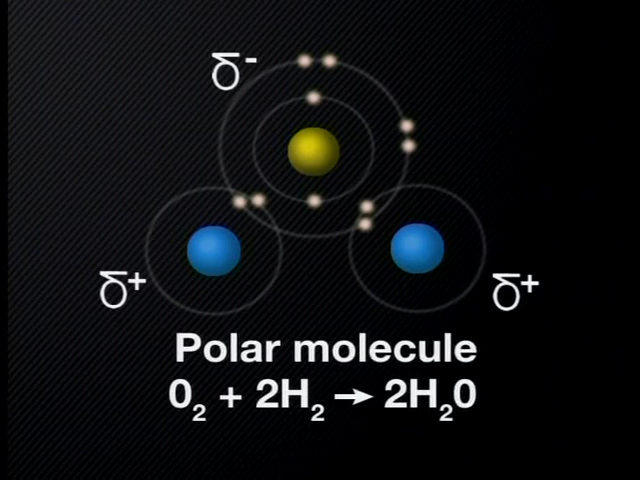 δ-
δ+
δ+
Polar molecule
0₂ + 2H₂ → 2H₂0